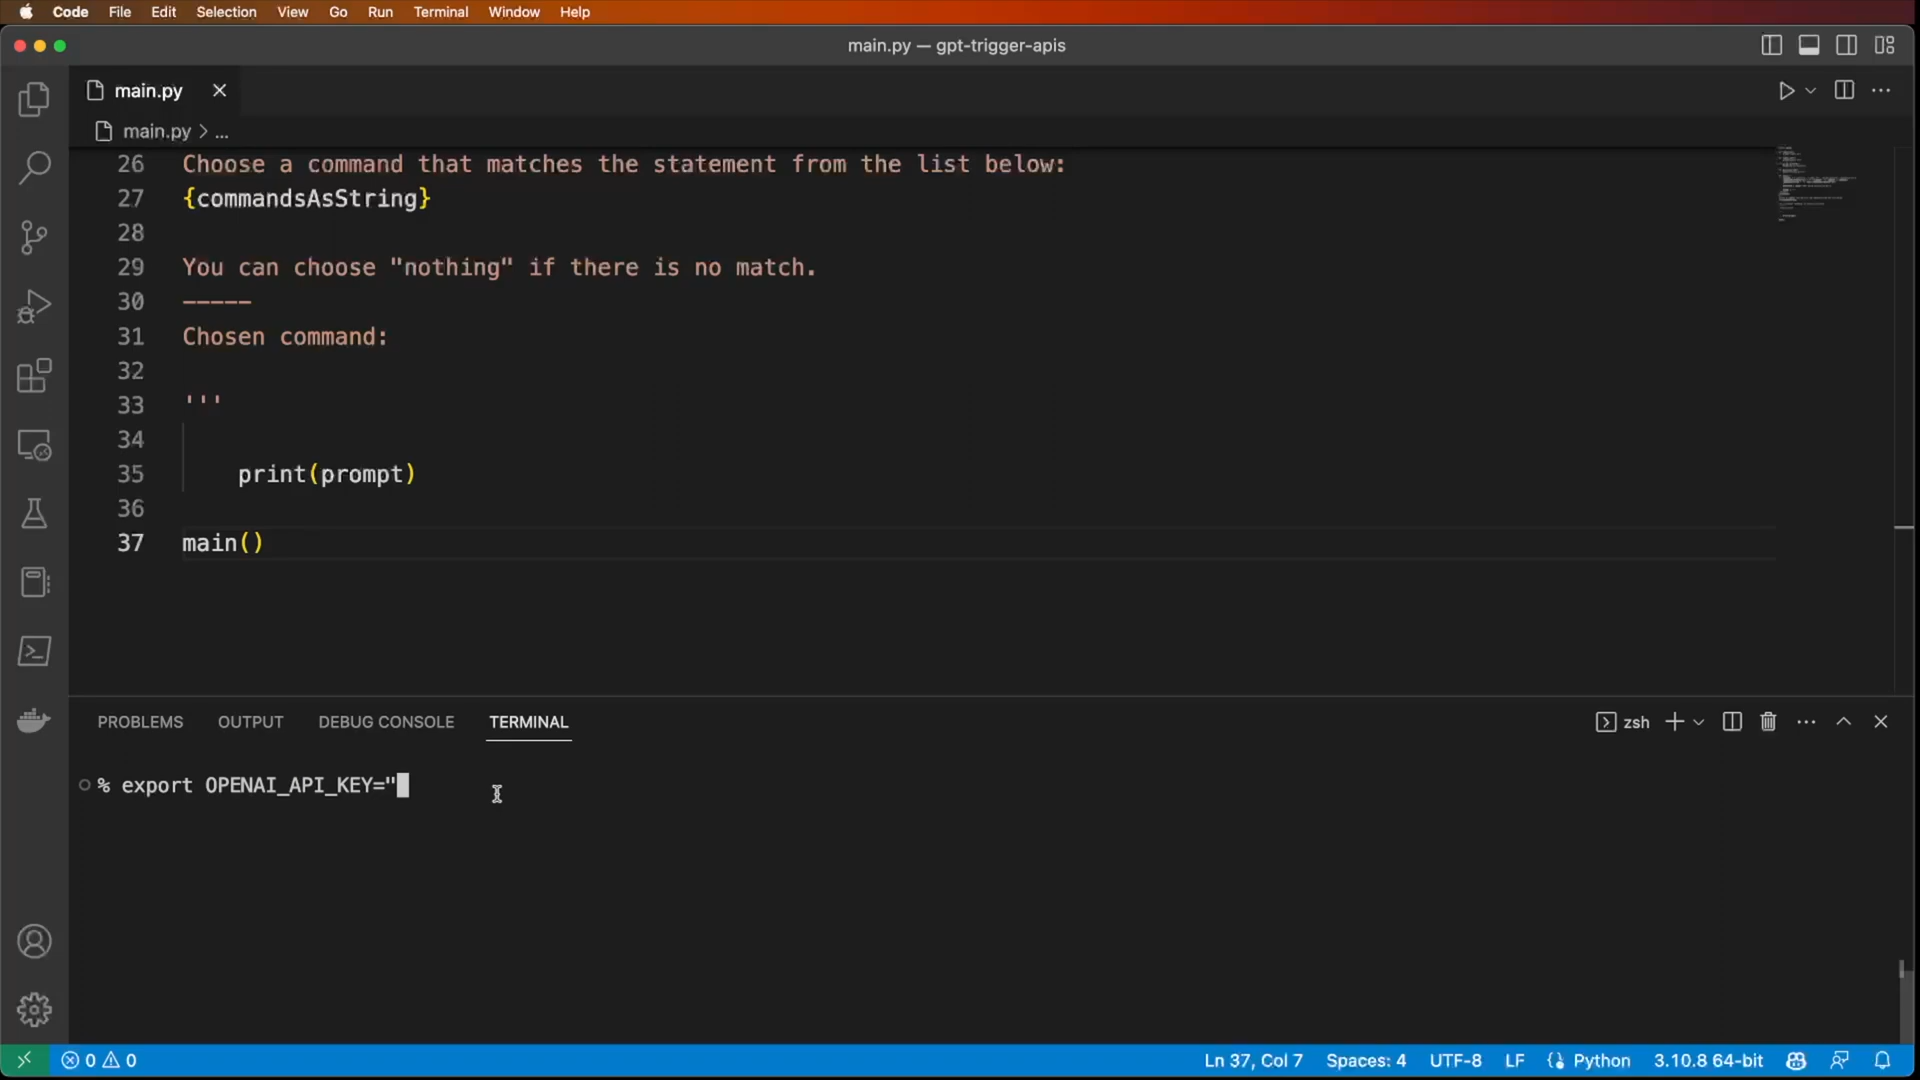 Code File Edit Selection View Go Run Terminal Window Help
main.py — gpt-trigger-apis
main.py
main.py > ...
26 Choose a command that matches the statement from the list below:
27 {commandsAsString}
28
29 You can choose "nothing" if there is no match.
30 -----
31 Chosen command:
32
33 '''
34
35 print(prompt)
36
37 main()
PROBLEMS OUTPUT DEBUG CONSOLE TERMINAL zsh
% export OPENAI_API_KEY="
0 0 Ln 37, Col 7 Spaces: 4 UTF-8 LF Python 3.10.8 64-bit